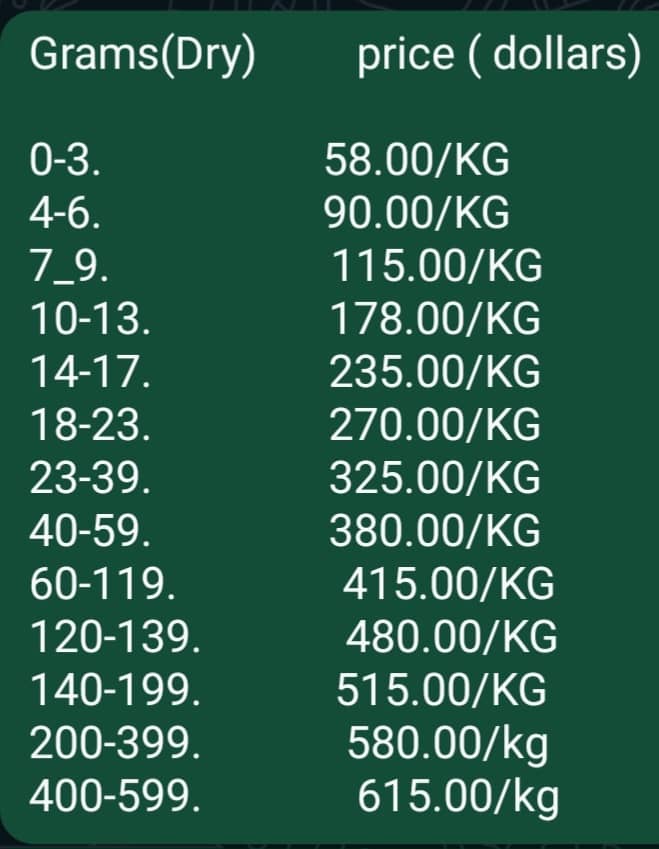 Grams(Dry) price ( dollars)
0-3. 58.00/KG
4-6. 90.00/KG
7_9. 115.00/KG
10-13. 178.00/KG
14-17. 235.00/KG
18-23. 270.00/KG
23-39. 325.00/KG
40-59. 380.00/KG
60-119. 415.00/KG
120-139. 480.00/KG
140-199. 515.00/KG
200-399. 580.00/kg
400-599. 615.00/kg